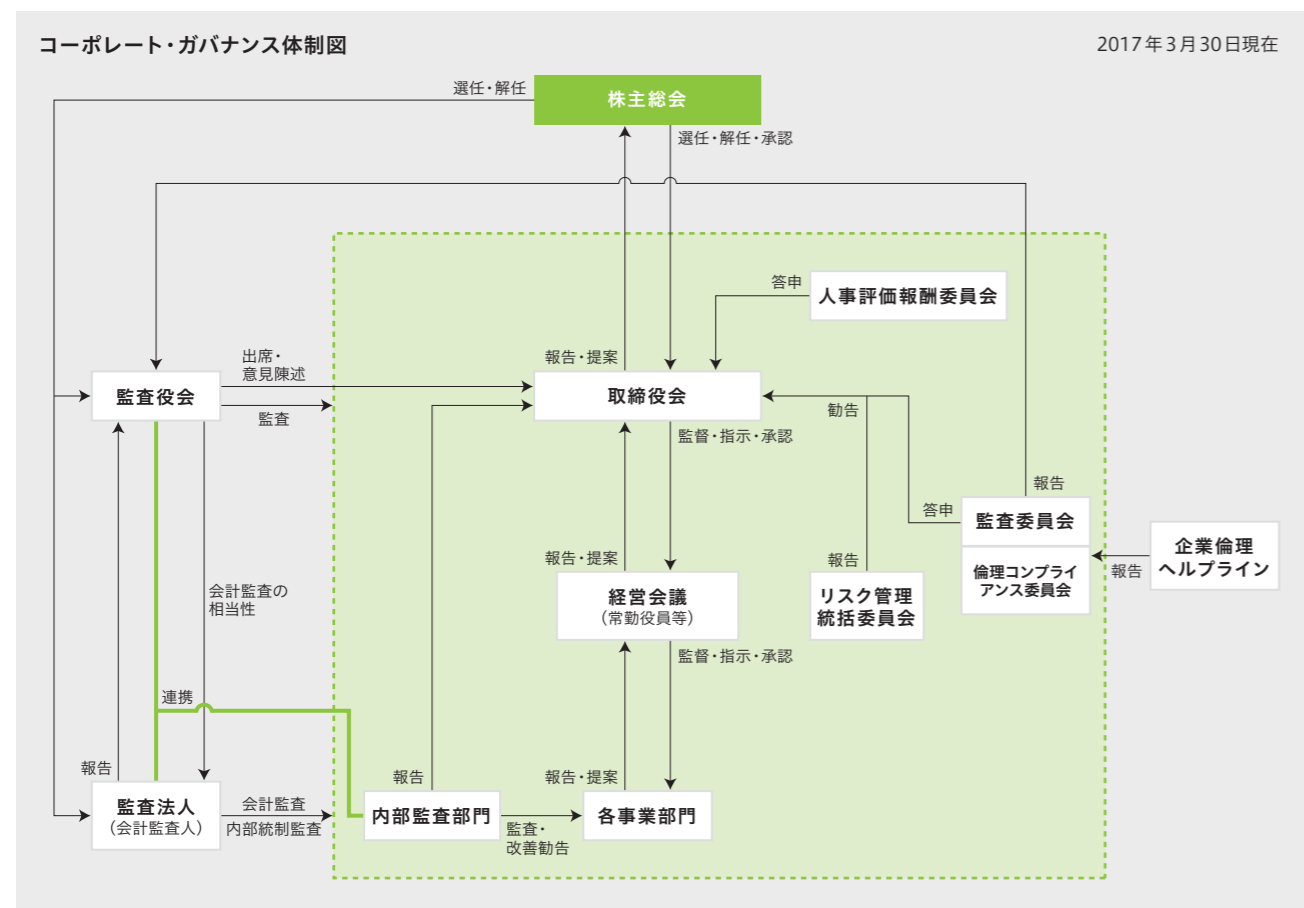 コーポレート・ガバナンス体制図
2017年3月30日現在
選任・解任
株主総会
選任・解任・承認
答申
人事評価報酬委員会
出席・
意見陳述
報告・提案
監査役会
取締役会
監査
勧告
監督・指示・承認
報告
答申
監査委員会
企業倫理
ヘルプライン
報告
倫理コンプライ
アンス委員会
報告
リスク管理
統括委員会
報告・提案
経営会議
(常勤役員等)
会計監査の
相当性
監督・指示・承認
連携
報告
報告
報告・提案
監査法人
(会計監査人)
会計監査
内部統制監査
内部監査部門
監査・
改善勧告
各事業部門